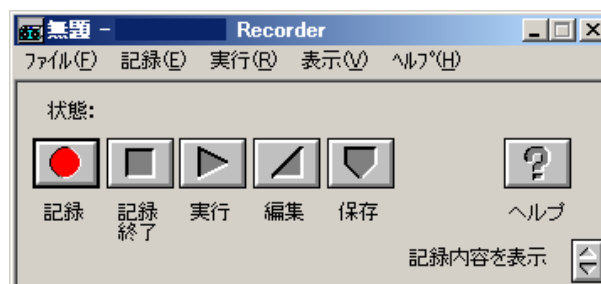 無題 - Recorder
ファイル(F) 記録(E) 実行(R) 表示(V) ヘルプ(H)
状態:
記録 記録終了 実行 編集 保存 ヘルプ
記録内容を表示